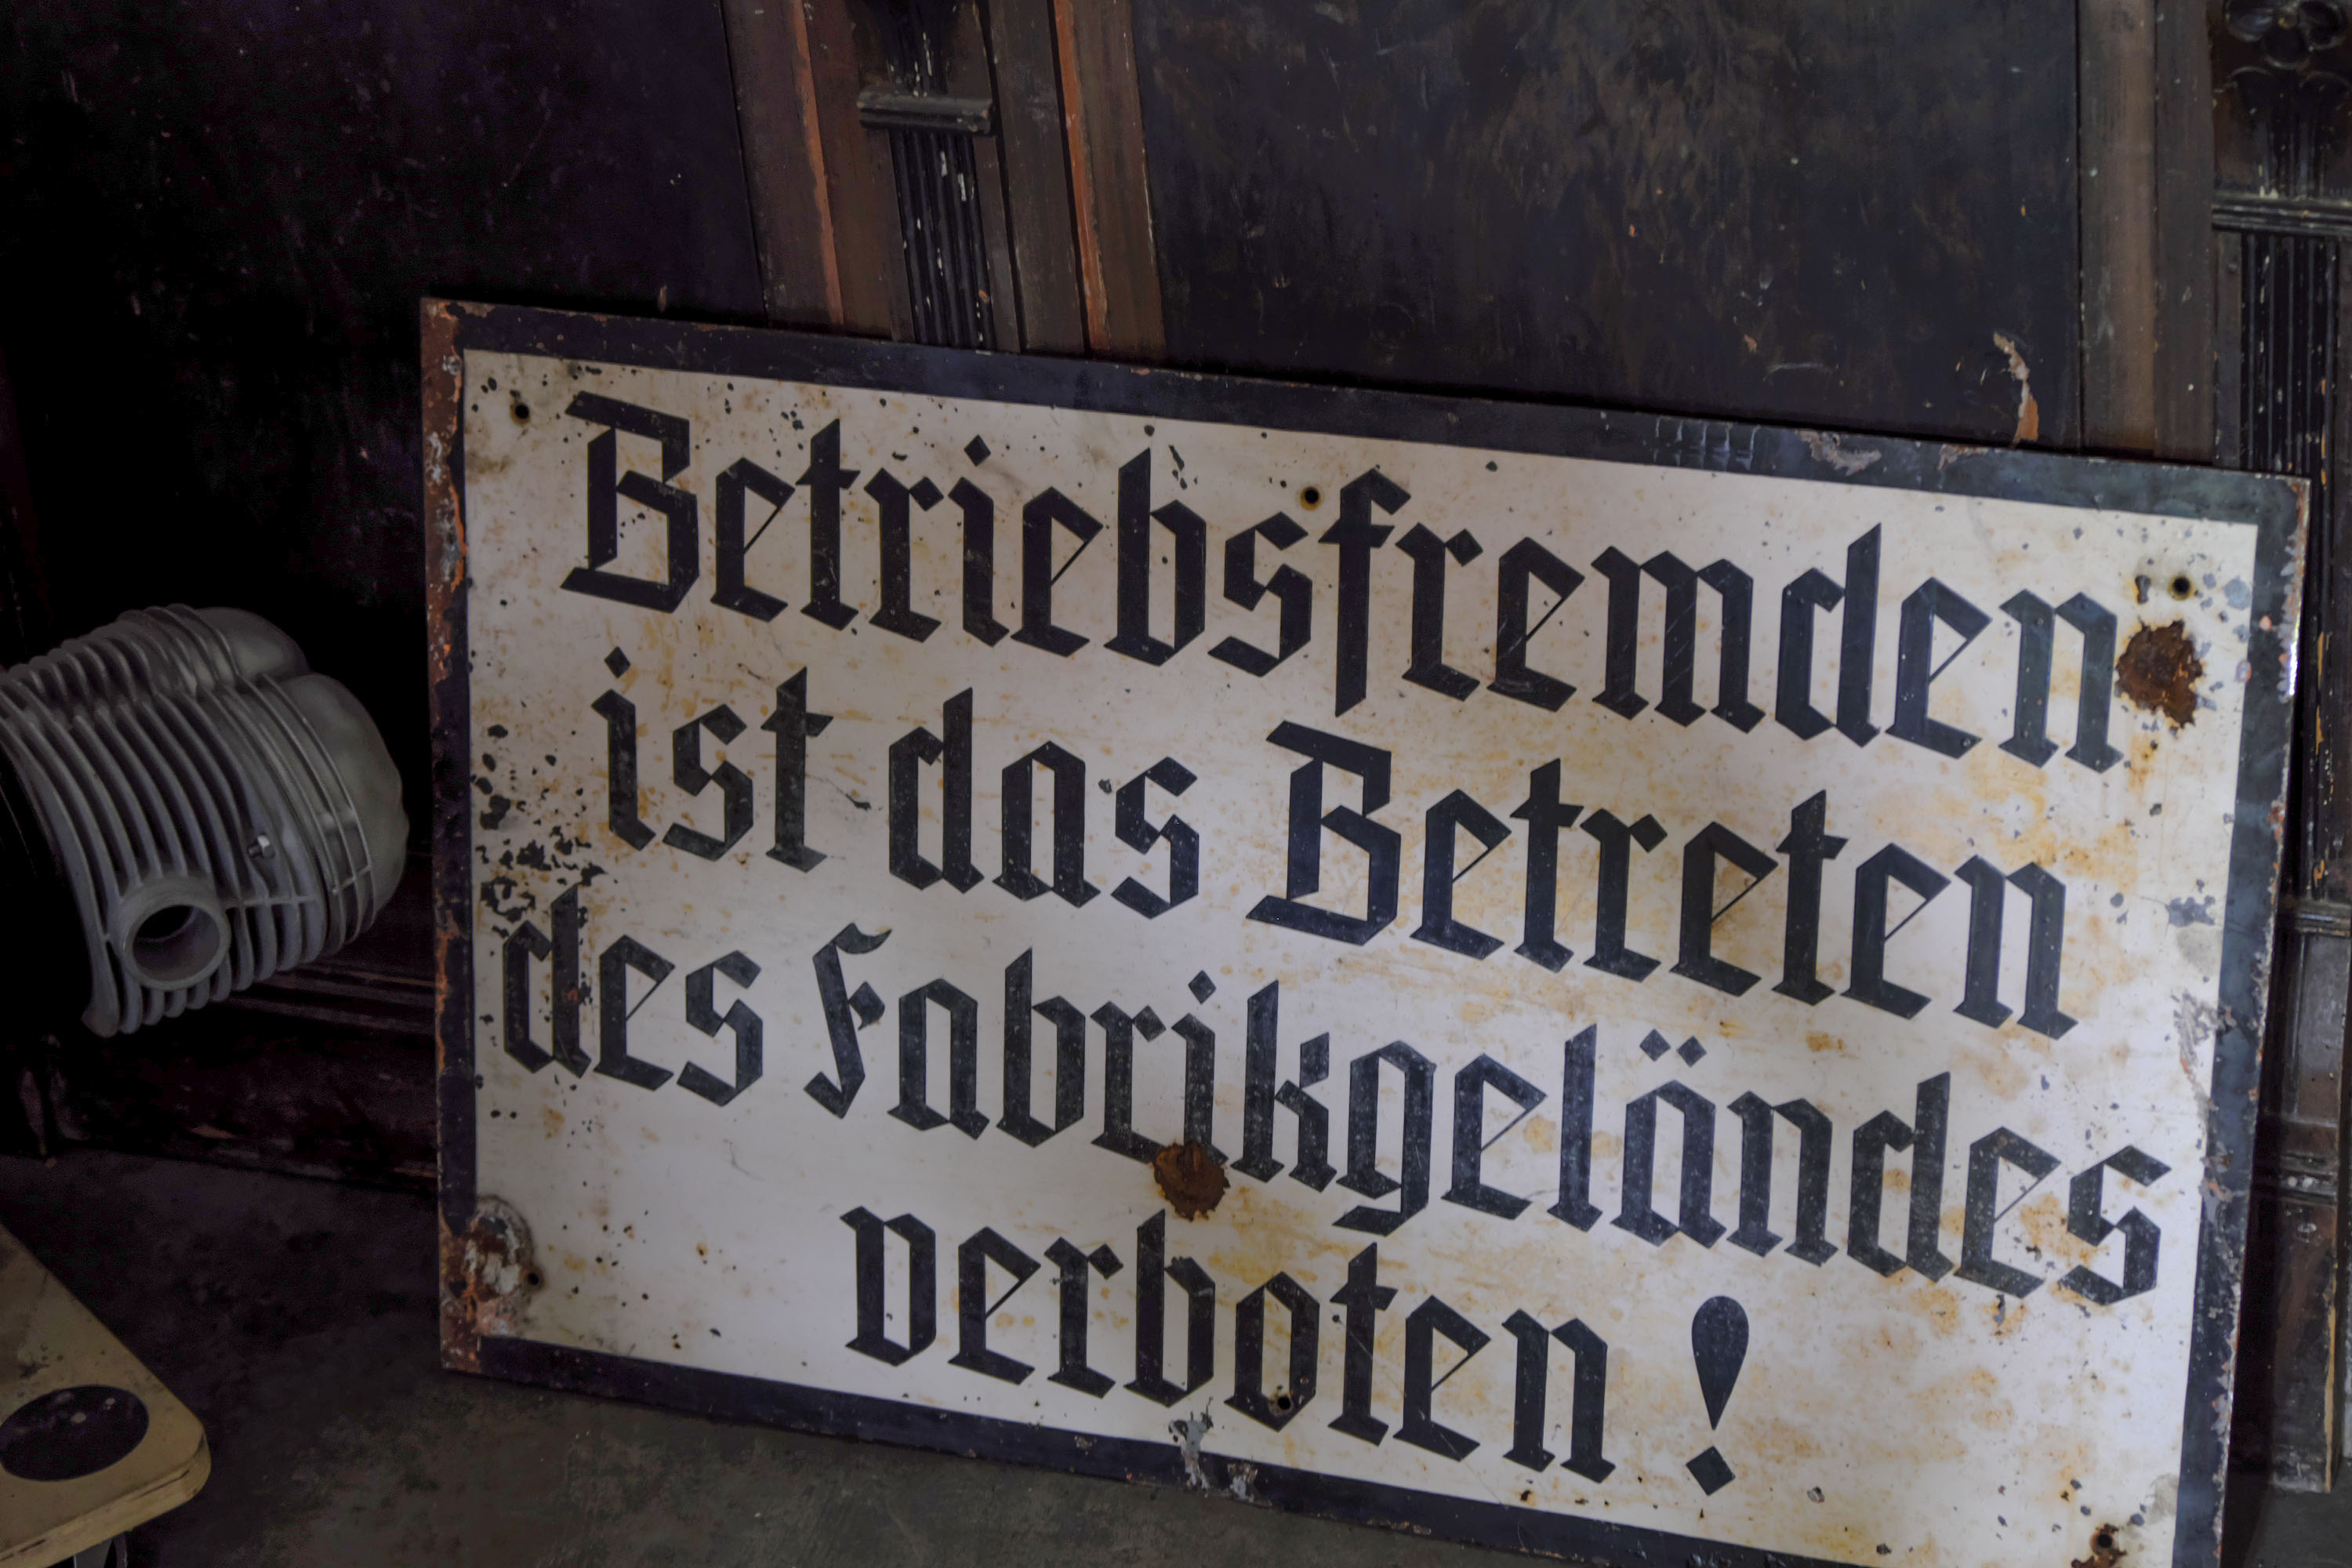 Betriebsfremden
ist das Betreten
des Fabrikgeländes
verboten!